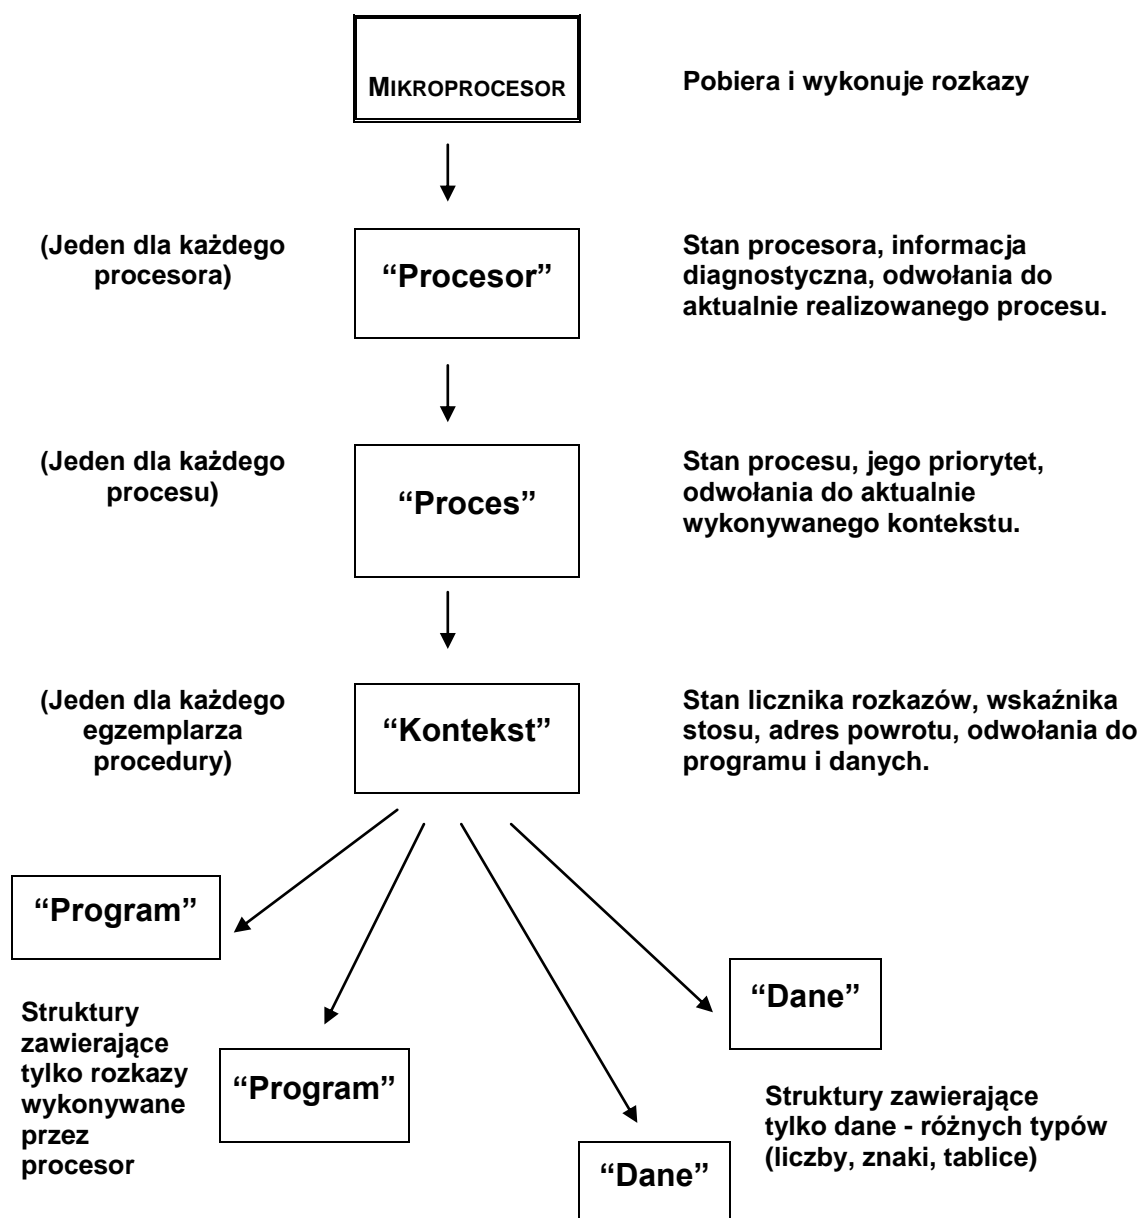 MIKROPROCESOR
Pobiera i wykonuje rozkazy
(Jeden dla każdego
procesora)
“Procesor”
Stan procesora, informacja
diagnostyczna, odwołania do
aktualnie realizowanego procesu.
(Jeden dla każdego
procesu)
“Proces”
Stan procesu, jego priorytet,
odwołania do aktualnie
wykonywanego kontekstu.
(Jeden dla każdego
egzemplarza
procedury)
“Kontekst”
Stan licznika rozkazów, wskaźnika
stosu, adres powrotu, odwołania do
programu i danych.
“Program”
Struktury
zawierające
tylko rozkazy
wykonywane
przez
procesor
“Program”
“Dane”
“Dane”
Struktury zawierające
tylko dane - różnych typów
(liczby, znaki, tablice)